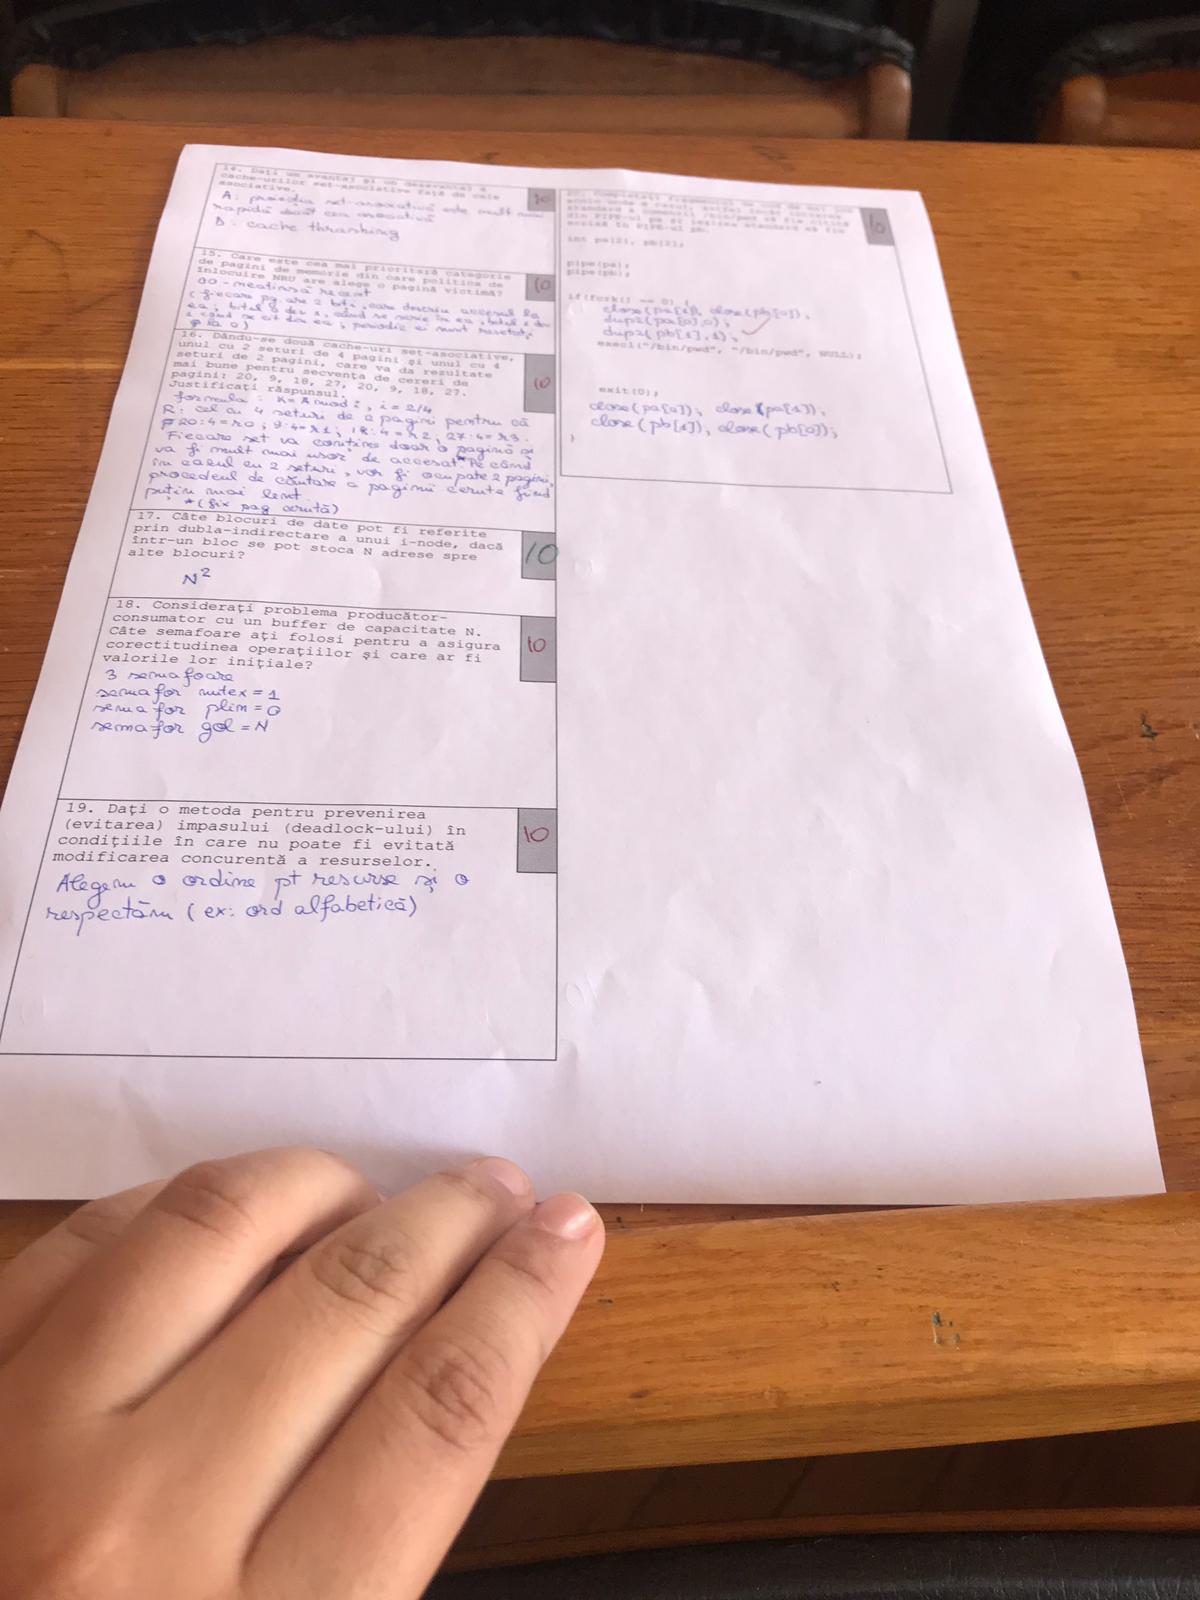 14. Dați un avantaj și un dezavantaj a
cache-urilor set-asociative față de cele
asociative.
10
A: proiecția set-asociativă este mult mai
rapidă decât cea asociativă
D: cache thrashing
15. Care este cea mai prioritară categorie
de pagini de memorie din care politica de
înlocuire NRU are alege o pagină victimă?
10
00 - neatinsă recent
(fiecare pg. are 2 biți, care descriu accesul la
ea; bitul 0 dev 1, când se scrie în ea, bitul 1 dev
1 când se cit din ea; periodic ei sunt resetați
la 0)
16. Dându-se două cache-uri set-asociative,
unul cu 2 seturi de 4 pagini și unul cu 4
seturi de 2 pagini, care va da rezultate
mai bune pentru secvența de cereri de
pagini: 20, 9, 18, 27, 20, 9, 18, 27.
Justificați răspunsul.
10
formula: K = mod i, i = 2/4
R: cel cu 4 seturi de 2 pagini pentru că
20:4=r0; 9:4=r1; 18:4=r2; 27:4=r3.
Fiecare set va conține doar o pagină și
va fi mult mai ușor de accesat.* Pe când
în cazul cu 2 seturi, vor fi ocupate 2 pagini,
procedeul de căutare a paginii cerute fiind
puțin mai lent.
*(fix pag cerută)
17. Câte blocuri de date pot fi referite
prin dubla-indirectare a unui i-node, dacă
într-un bloc se pot stoca N adrese spre
alte blocuri?
10
N²
18. Considerați problema producător-
consumator cu un buffer de capacitate N.
Câte semafoare ați folosi pentru a asigura
corectitudinea operațiilor și care ar fi
valorile lor inițiale?
10
3 semafoare
semafor mutex = 1
semafor plin = 0
semafor gol = N
19. Dați o metoda pentru prevenirea
(evitarea) impasului (deadlock-ului) în
condițiile în care nu poate fi evitată
modificarea concurentă a resurselor.
10
Alegem o ordine pt resurse și o
respectăm (ex: ord alfabetică)
20. Completați fragmentul de cod de mai jos
standard a comenzii /bin/pwd să fie citită
din PIPE-ul pa și ieșirea standard să fie
scrisă în PIPE-ul pb.
10
int pa[2], pb[2];
pipe(pa);
pipe(pb);
if(fork() == 0) {
close(pa[1]), close(pb[0]),
dup2(pa[0],0);
dup2(pb[1],1);
execl("/bin/pwd", "/bin/pwd", NULL);
exit(0);
close(pa[0]); close(pa[1]),
close(pb[1]), close(pb[0]);
}